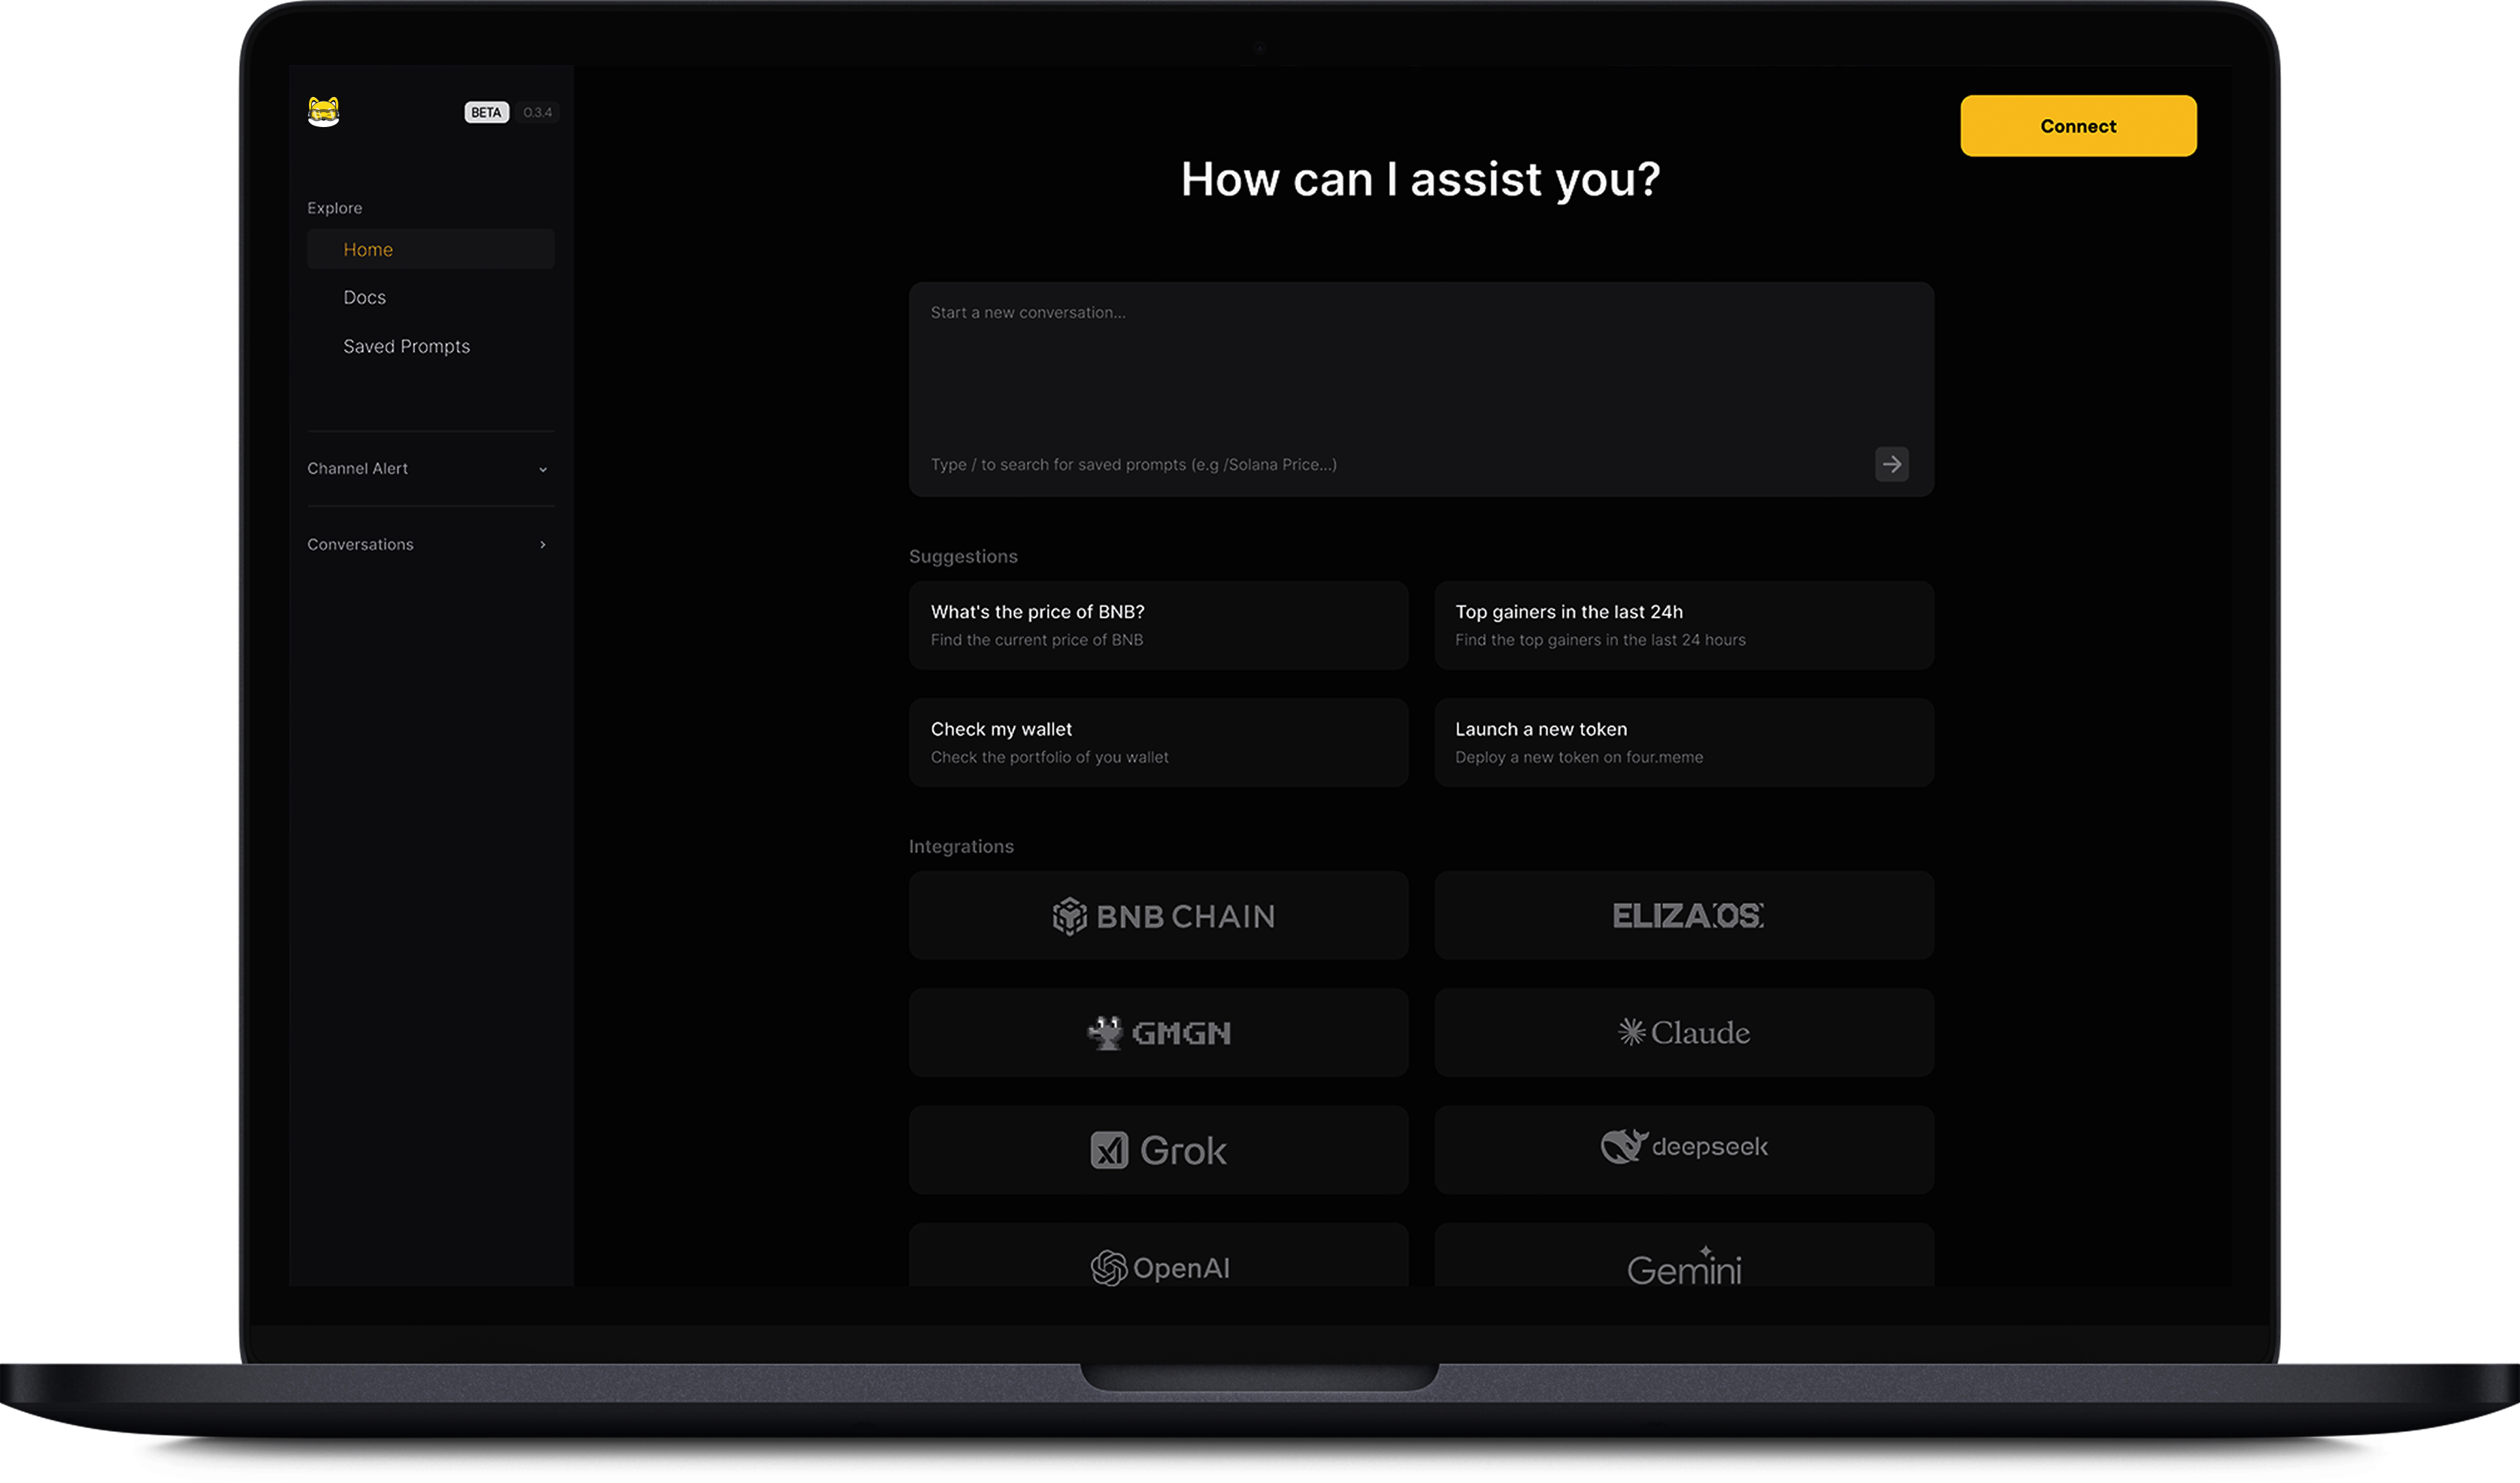 BETA 0.3.4
Connect
How can I assist you?
Explore
Home
Docs
Saved Prompts
Channel Alert
Conversations
Start a new conversation...
Type / to search for saved prompts (e.g /Solana Price...)
Suggestions
What's the price of BNB?
Find the current price of BNB
Top gainers in the last 24h
Find the top gainers in the last 24 hours
Check my wallet
Check the portfolio of you wallet
Launch a new token
Deploy a new token on four.meme
Integrations
BNB CHAIN
ELIZA:OS:
GMGN
Claude
xI Grok
deepseek
OpenAI
Gemini